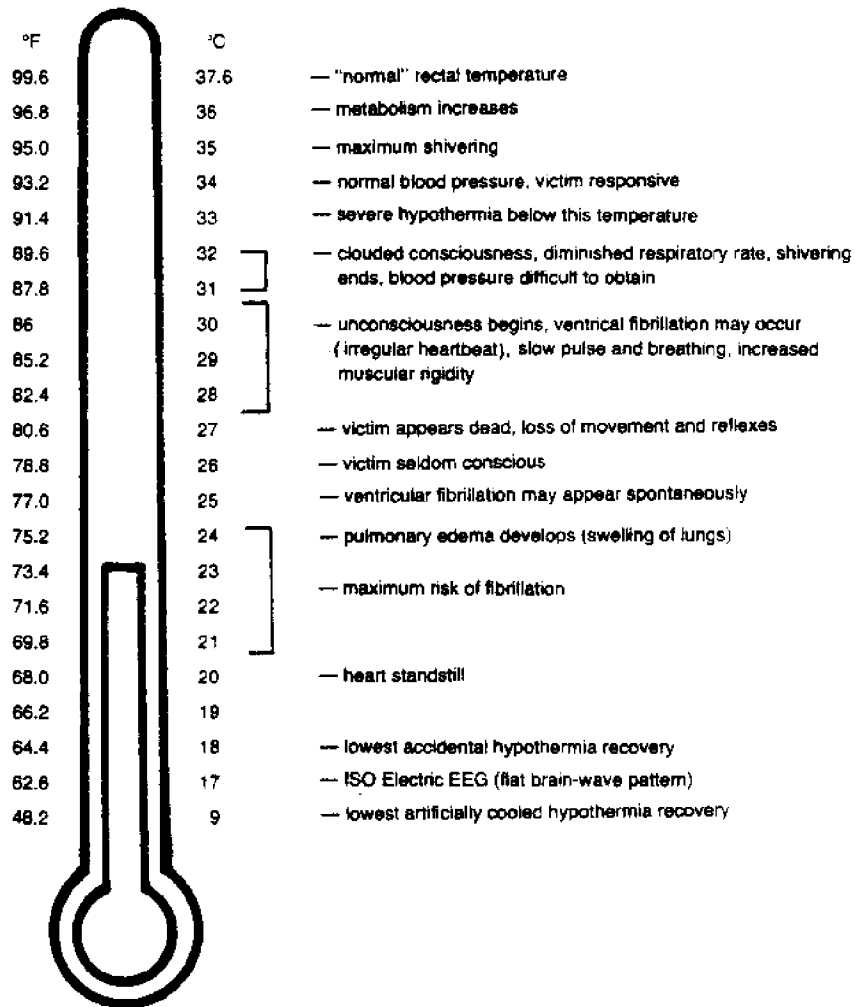 °F °C
99.6 37.6 — "normal" rectal temperature
96.8 36 — metabolism increases
95.0 35 — maximum shivering
93.2 34 — normal blood pressure, victim responsive
91.4 33 — severe hypothermia below this temperature
89.6 32 — clouded consciousness, diminished respiratory rate, shivering
87.8 31 ends, blood pressure difficult to obtain
86 30 — unconsciousness begins, ventrical fibrillation may occur
(irregular heartbeat), slow pulse and breathing, increased
85.2 29
muscular rigidity
82.4 28
80.6 27 — victim appears dead, loss of movement and reflexes
78.8 26 — victim seldom conscious
77.0 25 — ventricular fibrillation may appear spontaneously
75.2 24 — pulmonary edema develops (swelling of lungs)
73.4 23
— maximum risk of fibrillation
71.6 22
69.8 21
68.0 20 — heart standstill
66.2 19
64.4 18 — lowest accidental hypothermia recovery
62.6 17 — ISO Electric EEG (flat brain-wave pattern)
48.2 9 — lowest artificially cooled hypothermia recovery